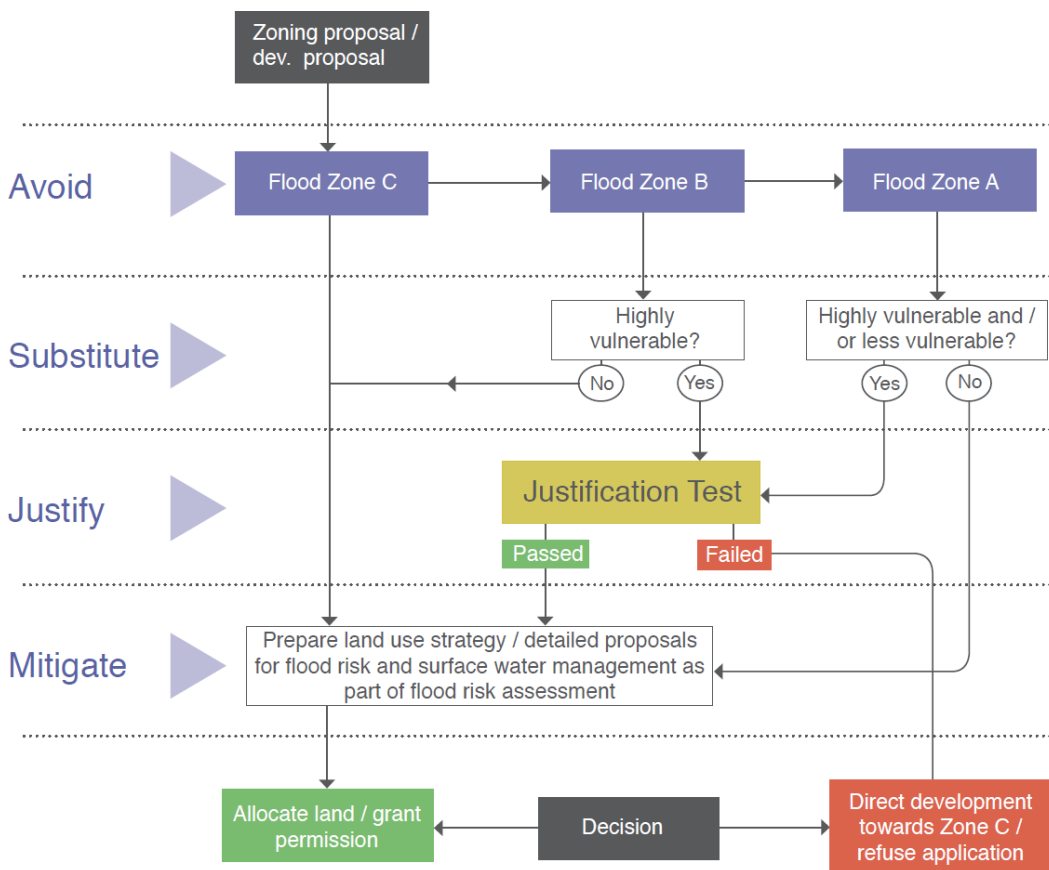 Zoning proposal /
dev. proposal
Avoid
Flood Zone C
Flood Zone B
Flood Zone A
Substitute
Highly
vulnerable?
Highly vulnerable and /
or less vulnerable?
No
Yes
Yes
No
Justify
Justification Test
Passed
Failed
Mitigate
Prepare land use strategy / detailed proposals
for flood risk and surface water management as
part of flood risk assessment
Allocate land / grant
permission
Decision
Direct development
towards Zone C /
refuse application